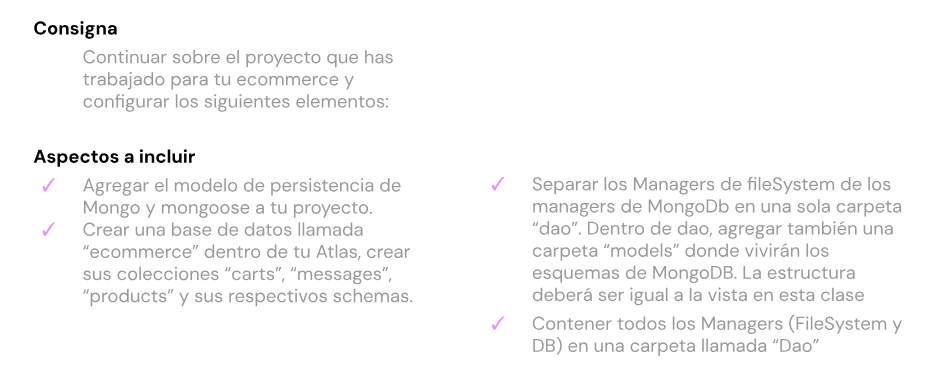 Consigna
Continuar sobre el proyecto que has
trabajado para tu ecommerce y
configurar los siguientes elementos:
Aspectos a incluir
✓ Agregar el modelo de persistencia de
Mongo y mongoose a tu proyecto.
✓ Crear una base de datos llamada
“ecommerce” dentro de tu Atlas, crear
sus colecciones “carts”, “messages”,
“products” y sus respectivos schemas.
✓ Separar los Managers de fileSystem de los
managers de MongoDb en una sola carpeta
“dao”. Dentro de dao, agregar también una
carpeta “models” donde vivirán los
esquemas de MongoDB. La estructura
deberá ser igual a la vista en esta clase
✓ Contener todos los Managers (FileSystem y
DB) en una carpeta llamada “Dao”